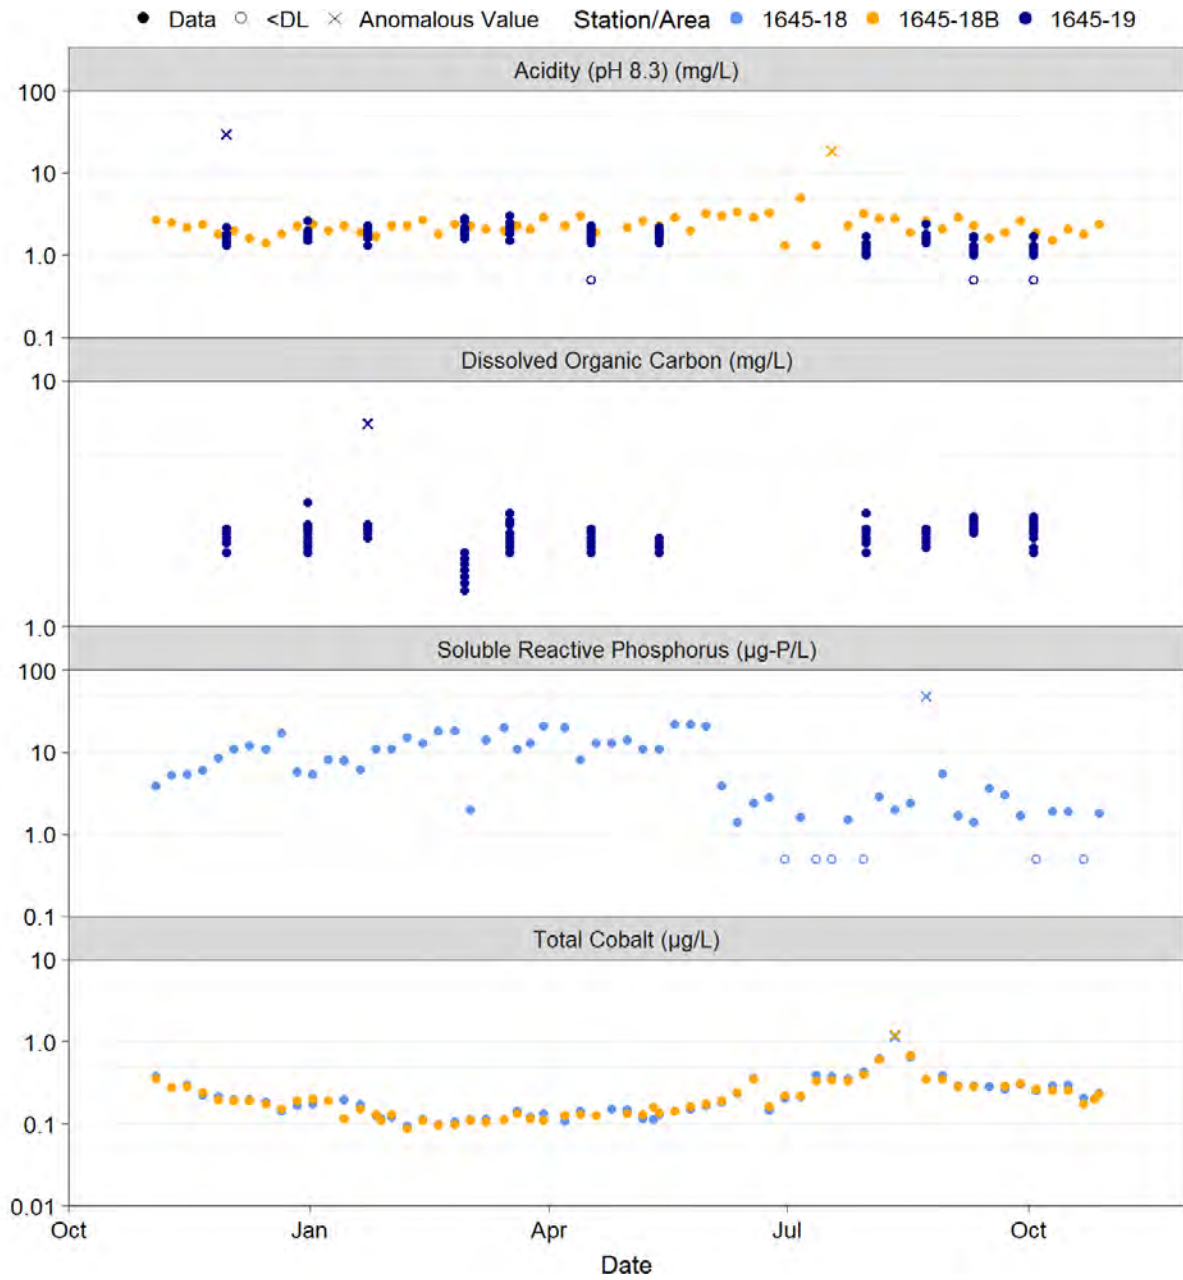 Data <DL Anomalous Value Station/Area 1645-18 1645-18B 1645-19
Acidity (pH 8.3) (mg/L)
100
10
1.0
0.1
Dissolved Organic Carbon (mg/L)
10
1.0
Soluble Reactive Phosphorus (µg-P/L)
100
10
1.0
0.1
Total Cobalt (µg/L)
10
1.0
0.1
0.01
Oct Jan Apr Jul Oct
Date